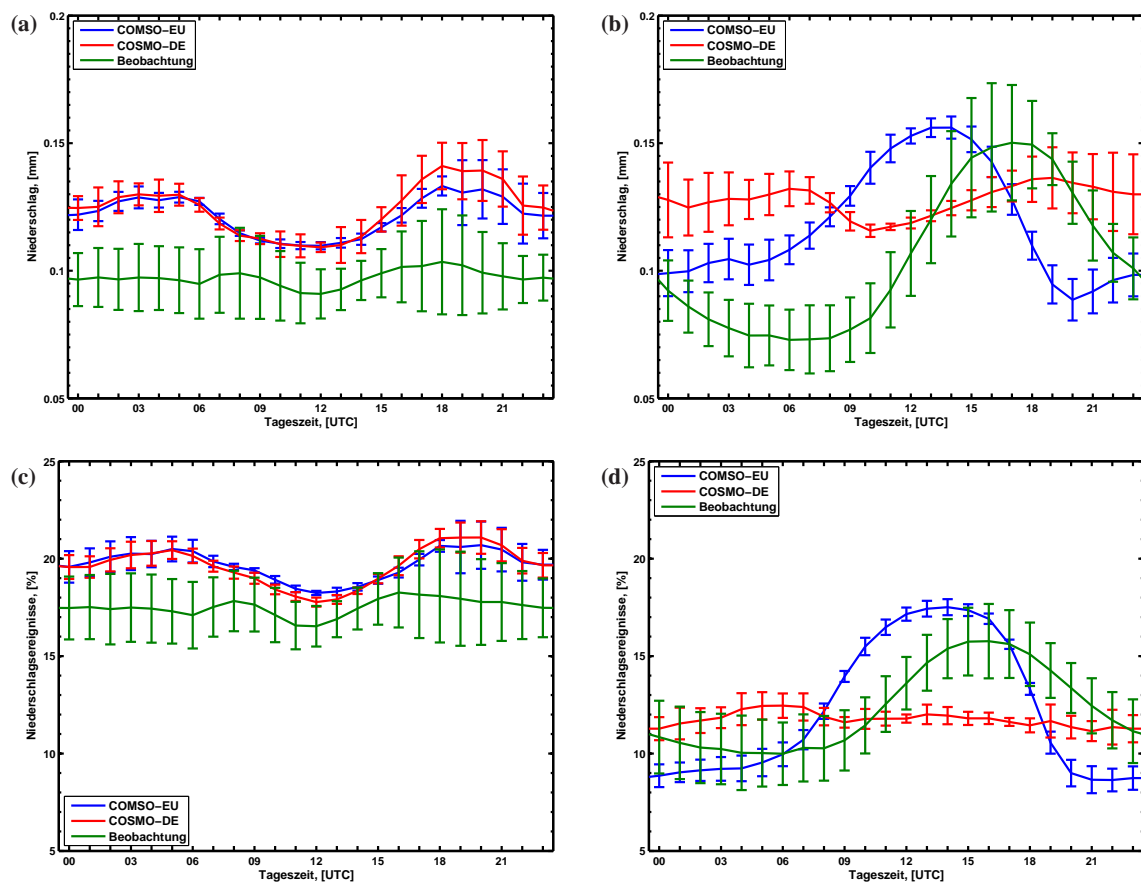 (a)
0.2
COMSO−EU
COSMO−DE
Beobachtung
Niederschlag, [mm]
0.15
0.1
0.05
00 03 06 09 12 15 18 21
Tageszeit, [UTC]
(b)
0.2
COMSO−EU
COSMO−DE
Beobachtung
Niederschlag, [mm]
0.15
0.1
0.05
00 03 06 09 12 15 18 21
Tageszeit, [UTC]
(c)
25
20
15
10
5
Niederschlagsereignisse, [%]
COMSO−EU
COSMO−DE
Beobachtung
00 03 06 09 12 15 18 21
Tageszeit, [UTC]
(d)
25
COMSO−EU
COSMO−DE
Beobachtung
20
15
10
5
Niederschlagsereignisse, [%]
00 03 06 09 12 15 18 21
Tageszeit, [UTC]